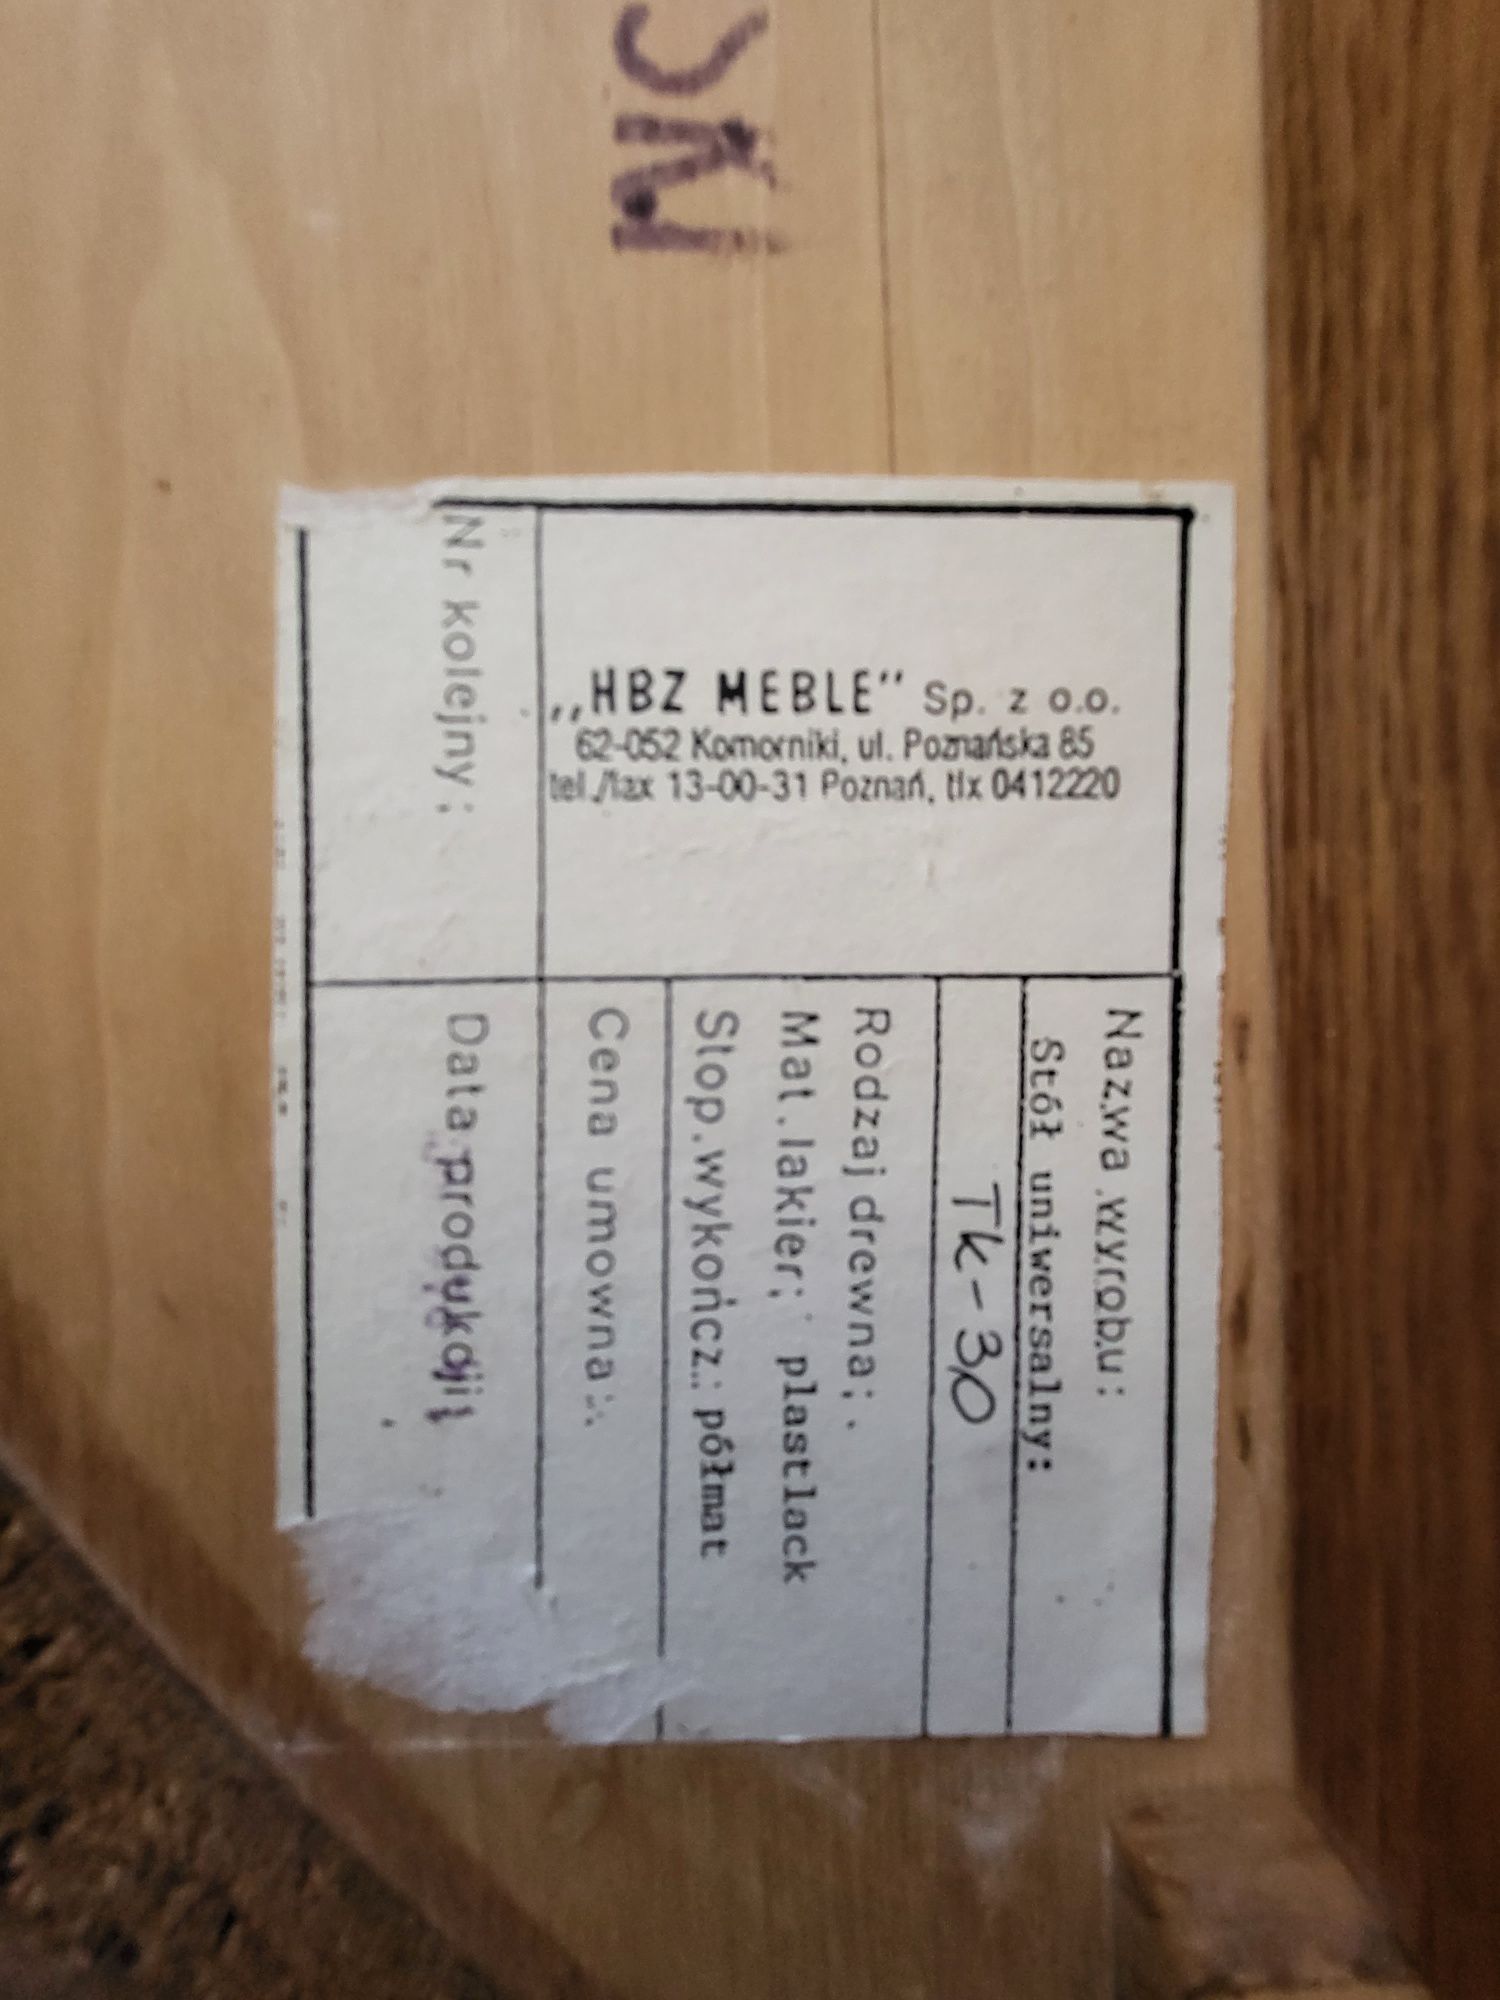 SM
„HBZ MEBLE” Sp. z o.o.
62-052 Komorniki, ul. Poznańska 85
tel./fax 13-00-31 Poznań, tlx 0412220
Nazwa wyrobu:
Stół uniwersalny:
Tk-30
Rodzaj drewna:
Mat. lakier: plastlack
Stop. wykończ.: półmat
Cena umowna:
Nr kolejny:
Data produkcji